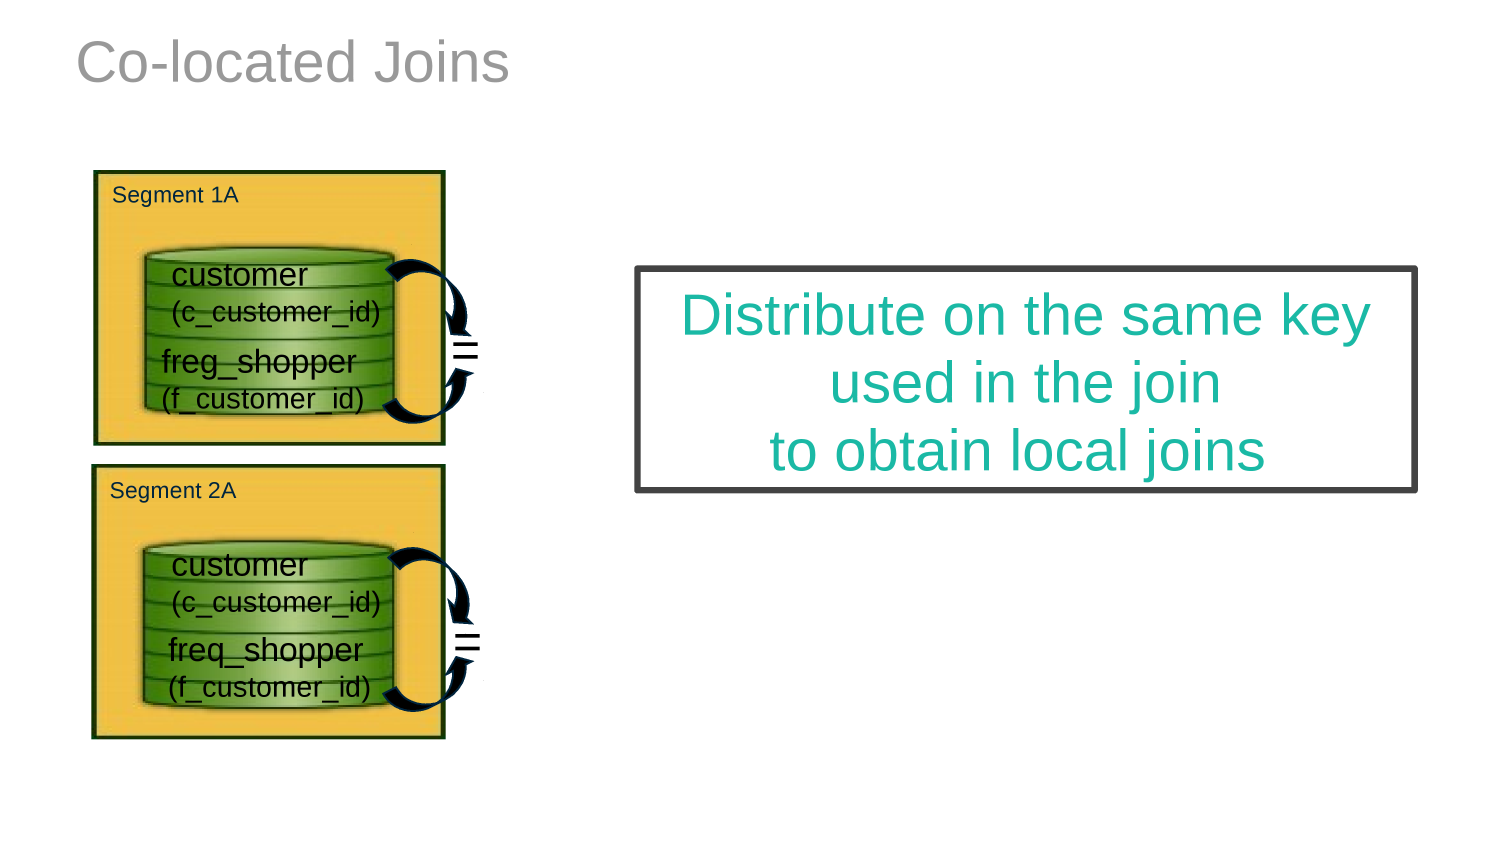 Co-located Joins
Segment 1A
customer
(c_customer_id)
=
freg_shopper
(f_customer_id)
Distribute on the same key
used in the join
to obtain local joins
Segment 2A
customer
(c_customer_id)
=
freq_shopper
(f_customer_id)